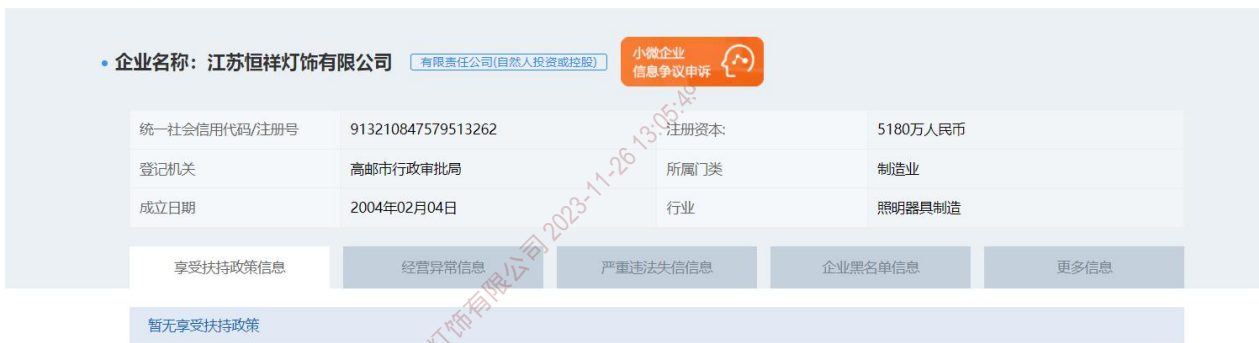 企业名称：江苏恒祥灯饰有限公司 有限责任公司(自然人投资或控股) 小微企业
信息争议申诉
统一社会信用代码/注册号 913210847579513262 注册资本: 5180万人民币
登记机关 高邮市行政审批局 所属门类 制造业
成立日期 2004年02月04日 行业 照明器具制造
享受扶持政策信息 经营异常信息 严重违法失信信息 企业黑名单信息 更多信息
暂无享受扶持政策
灯饰有限公司 2023-11-26 13:05:49